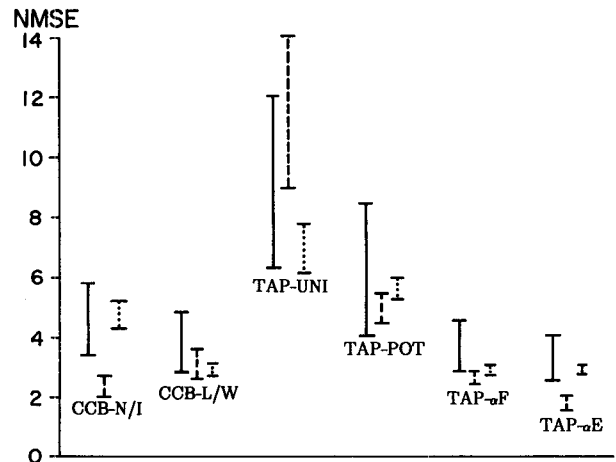 NMSE
14
12
10
8
6
4
2
0
TAP-UNI
TAP-POT
CCB-N/I
CCB-L/W
TAP-αF
TAP-αE